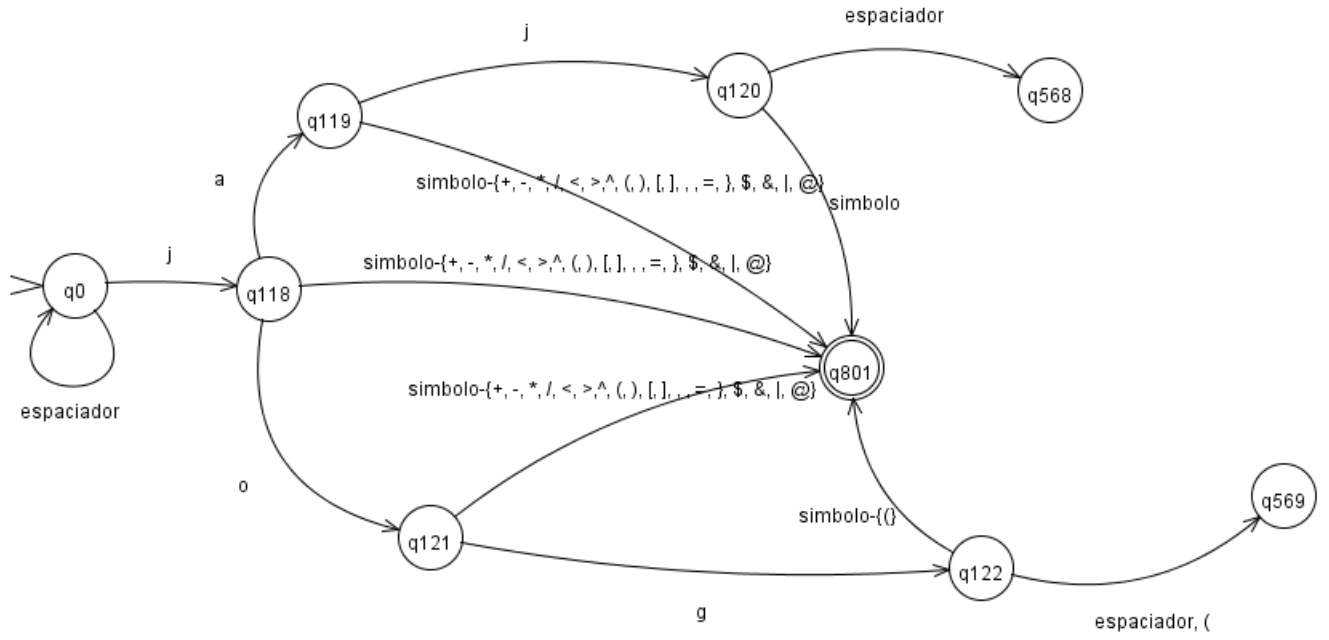 espaciador
j
q120
q568
q119
a
simbolo-{+, -, *, /, <, >,^, (, ), [, ], , , =, }, $, &, |, @}
simbolo
j
simbolo-{+, -, *, /, <, >,^, (, ), [, ], , , =, }, $, &, |, @}
q0
q118
q801
simbolo-{+, -, *, /, <, >,^, (, ), [, ], , , =, }, $, &, |, @}
espaciador
o
q569
simbolo-{(}
q121
q122
g
espaciador, (